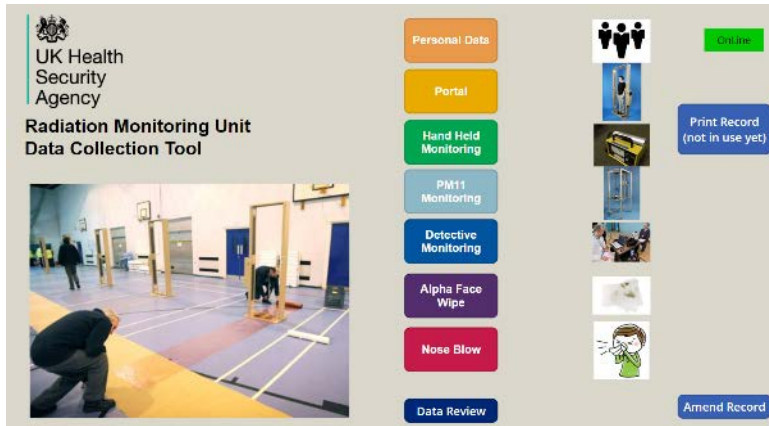 UK Health
Security
Agency
Radiation Monitoring Unit
Data Collection Tool
Personal Data
Portal
Hand Held
Monitoring
PM11
Monitoring
Detective
Monitoring
Alpha Face
Wipe
Nose Blow
Data Review
OnLine
Print Record
(not in use yet)
Amend Record